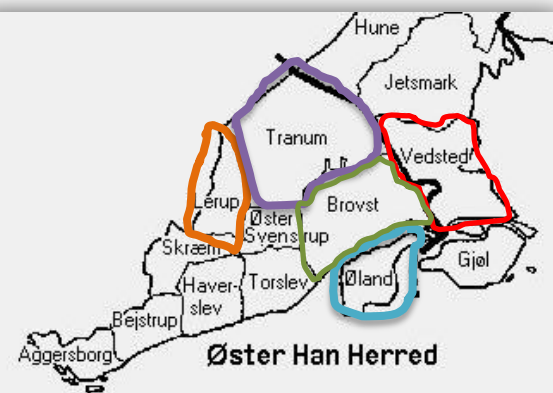 Hune
Jetsmark
Tranum
Vedsted
Lerup
Brovst
Øster
Svenstrup
Skræm
Gjøl
Øland
Torslev
Haver-
slev
Bejstrup
Aggersborg
Øster Han Herred